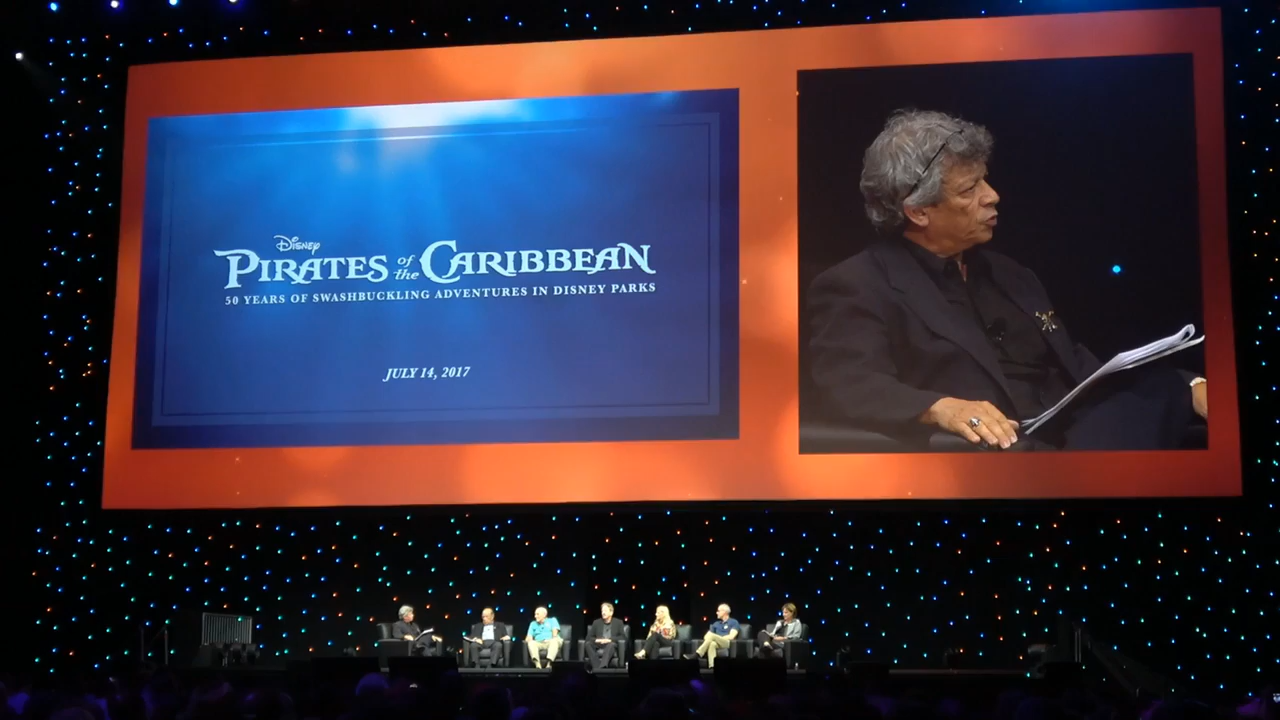 Disney
PIRATES of the CARIBBEAN
50 YEARS OF SWASHBUCKLING ADVENTURES IN DISNEY PARKS
JULY 14, 2017